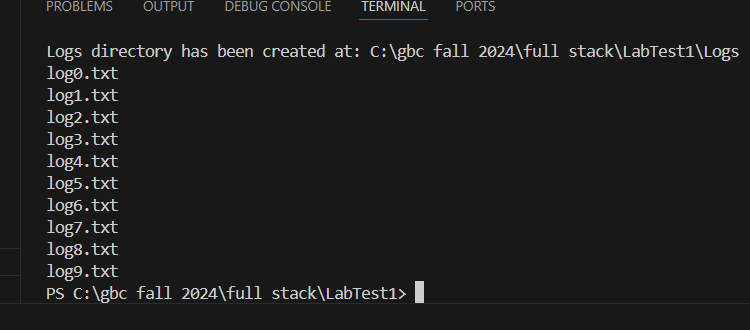 PROBLEMS OUTPUT DEBUG CONSOLE TERMINAL PORTS
Logs directory has been created at: C:\gbc fall 2024\full stack\LabTest1\Logs
log0.txt
log1.txt
log2.txt
log3.txt
log4.txt
log5.txt
log6.txt
log7.txt
log8.txt
log9.txt
PS C:\gbc fall 2024\full stack\LabTest1>